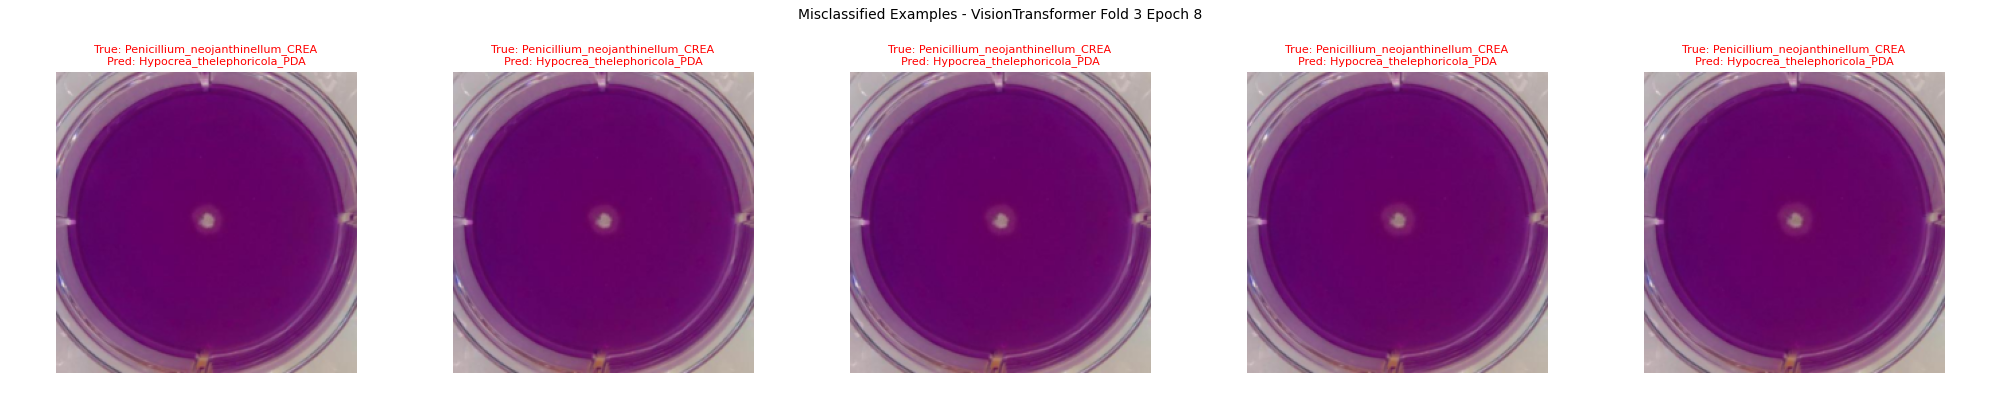 Misclassified Examples - VisionTransformer Fold 3 Epoch 8
True: Penicillium_neojanthinellum_CREA
Pred: Hypocrea_thelephoricola_PDA
True: Penicillium_neojanthinellum_CREA
Pred: Hypocrea_thelephoricola_PDA
True: Penicillium_neojanthinellum_CREA
Pred: Hypocrea_thelephoricola_PDA
True: Penicillium_neojanthinellum_CREA
Pred: Hypocrea_thelephoricola_PDA
True: Penicillium_neojanthinellum_CREA
Pred: Hypocrea_thelephoricola_PDA